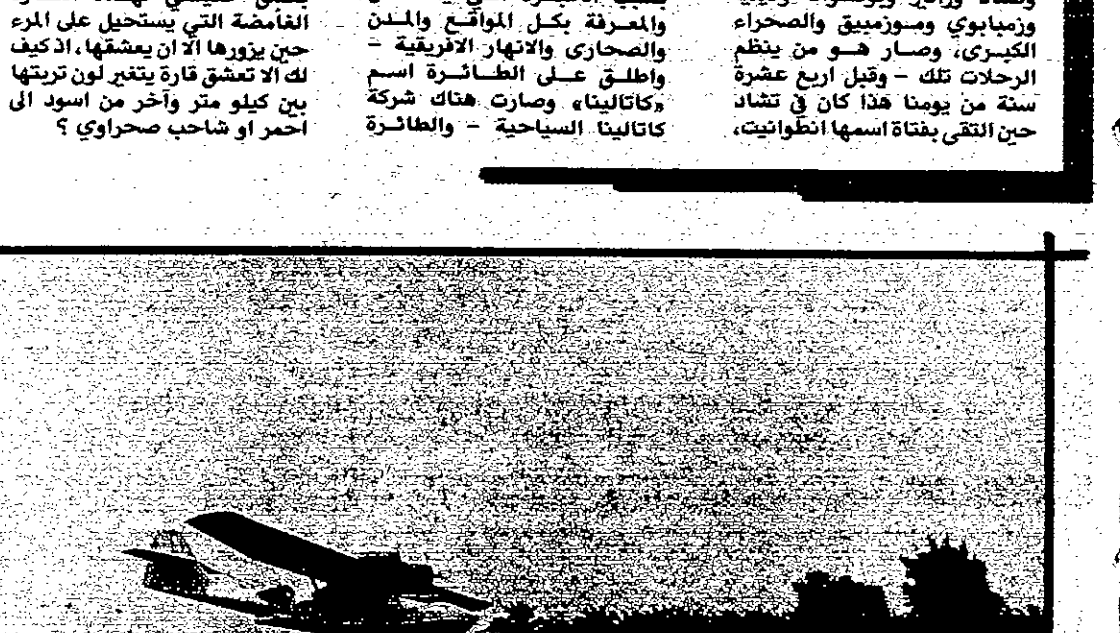 وزمبابوي وموزمبيق والصحراء
الكبرى، وصار هو من ينظم
الرحلات تلك - وقبل اربع عشرة
سنة من يومنا هذا كان في تشاد
حين التقى بفتاة اسمها انطوانيت،
والمعرفة بكل المواقع والمدن
والصحارى والانهار الافريقية -
واطلق على الطائرة اسم
«كاتالينا» وصارت هناك شركة
كاتالينا السياحية - والطائرة
الغامضة التي يستحيل على المرء
حين يزورها الا ان يعشقها، اذ كيف
لك الا تعشق قارة يتغير لون تربتها
بين كيلو متر وآخر من اسود الى
احمر او شاحب صحراوي ؟